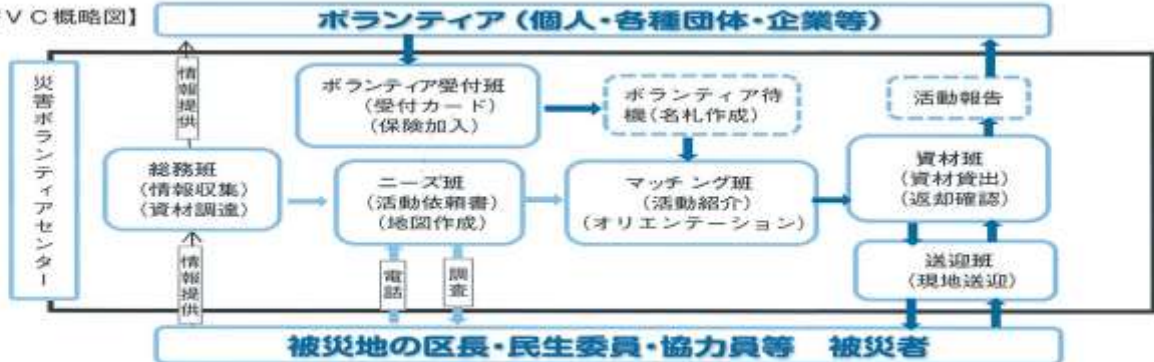 ＶＣ概略図】
ボランティア（個人・各種団体・企業等）
災害ボランティアセンター
情報提供
ボランティア受付班
（受付カード）
（保険加入）
ボランティア待
機（名札作成）
活動報告
総務班
（情報収集）
（資材調達）
ニーズ班
（活動依頼書）
（地図作成）
マッチング班
（活動紹介）
（オリエンテーション）
資材班
（資材貸出）
（返却確認）
送迎班
（現地送迎）
情報提供
電話
調査
被災地の区長・民生委員・協力員等　被災者